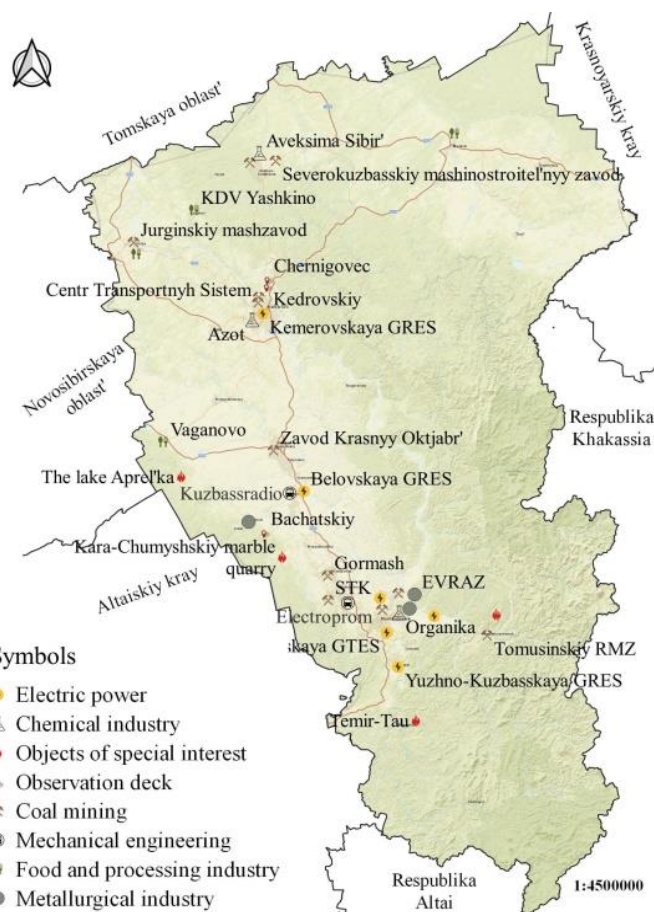 Krasnoyarskiy kray
Tomskaya oblast'
Aveksima Sibir'
Severokuzbasskiy mashinostroitel'nyy zavod
KDV Yashkino
Jurginskiy mashzavod
Chernigovec
Centr Transportnyh Sistem
Kedrovskiy
Azot
Kemerovskaya GRES
Novosibirskaya
oblast'
Respublika
Khakassia
Vaganovo
Zavod Krasnyy Oktjabr'
The lake Aprel'ka
Belovskaya GRES
Kuzbassradio
Bachatskiy
Kara-Chumyshskiy marble
quarry
Altaiskiy kray
Gormash
STK
EVRAZ
Electroprom
Organika
skaya GTES
Tomusinskiy RMZ
Yuzhno-Kuzbasskaya GRES
Temir-Tau
Symbols
Electric power
Chemical industry
Objects of special interest
Observation deck
Coal mining
Mechanical engineering
Food and processing industry
Metallurgical industry
Respublika
Altai
1:4500000